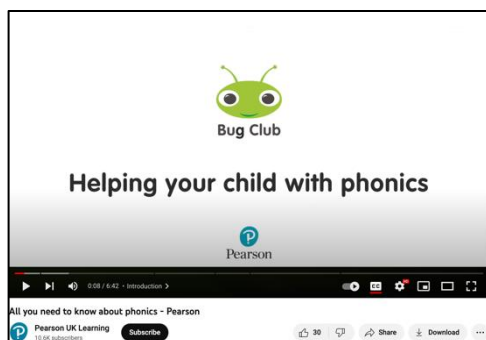 Bug Club
Helping your child with phonics
Pearson
0:08 / 6:42 • Introduction >
CC
All you need to know about phonics - Pearson
Pearson UK Learning
10.6K subscribers
Subscribe
30
Share
Download